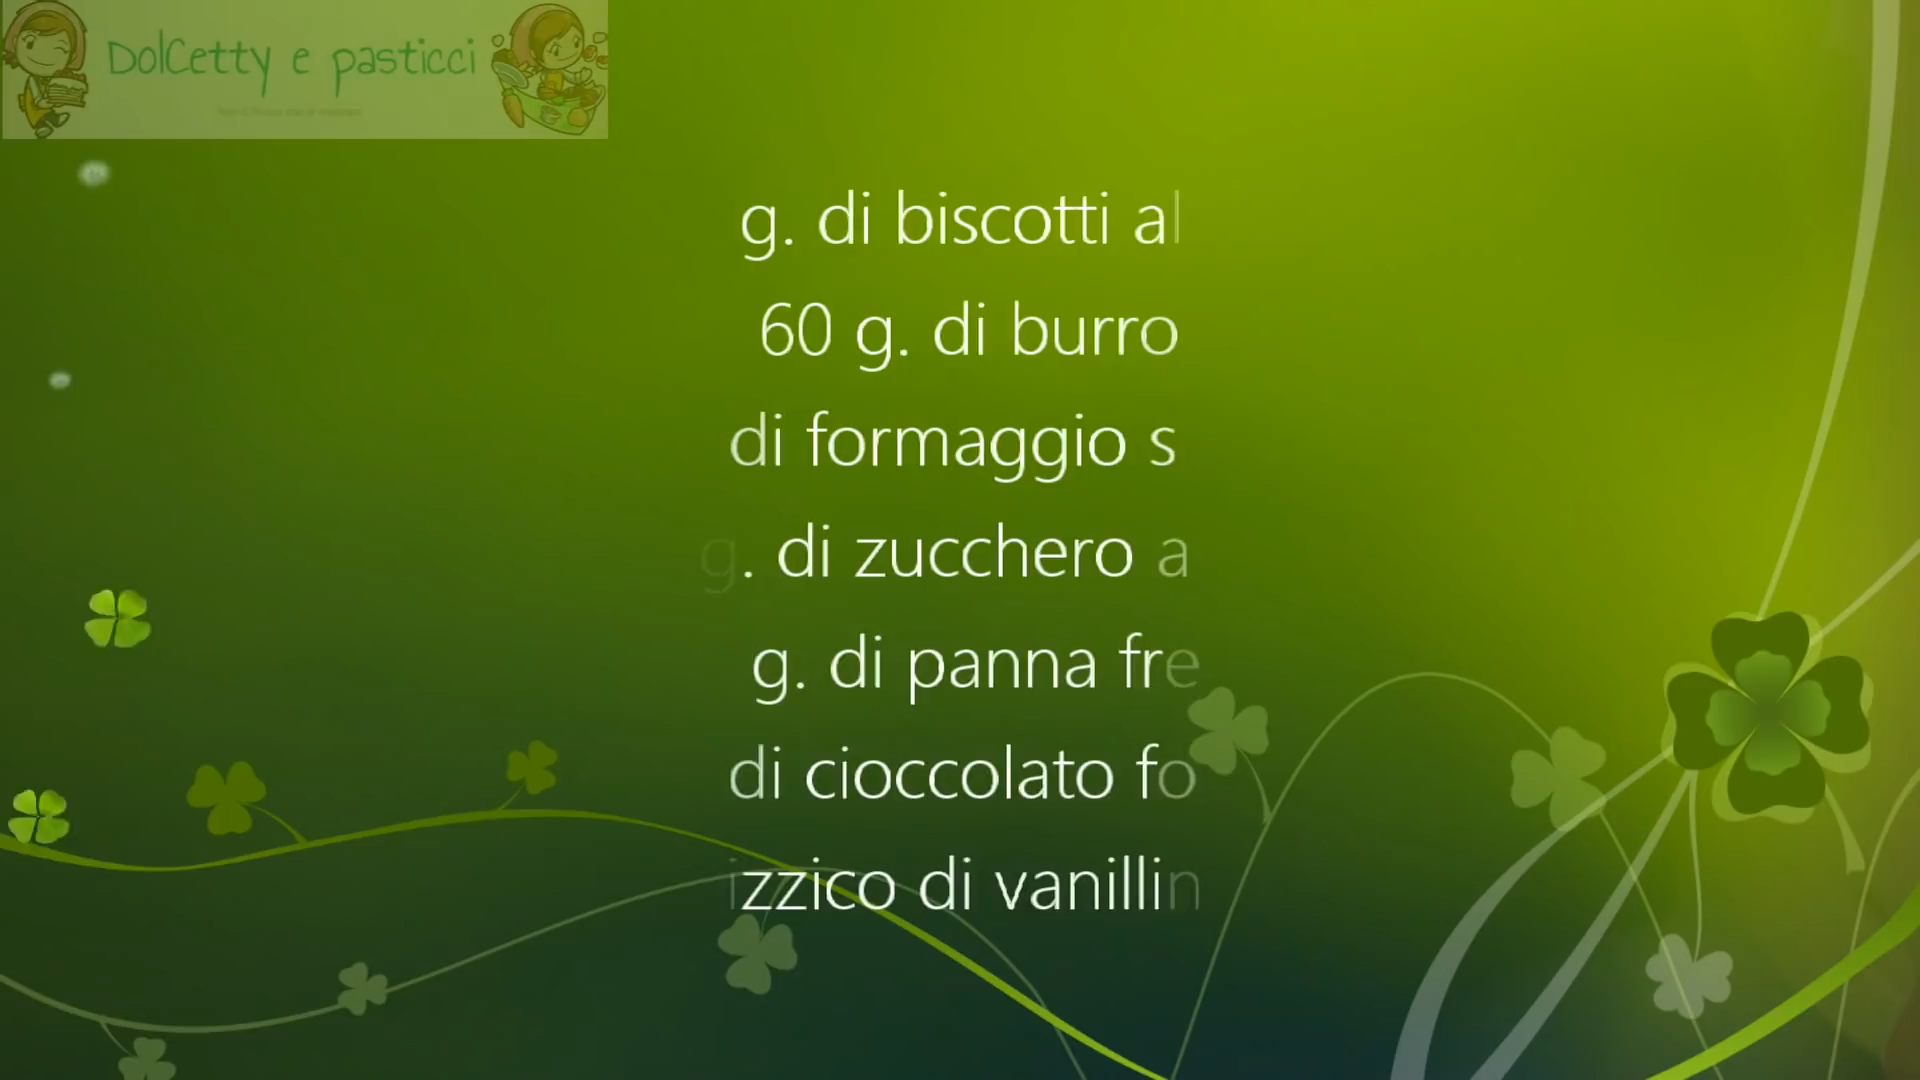 DolCetty e pasticci
g. di biscotti al
60 g. di burro
di formaggio s
g. di zucchero a
g. di panna fre
di cioccolato fo
izzico di vanillin